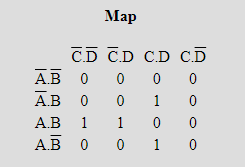 Map
C̅.D̅ C̅.D C.D C.D̅
A̅.B̅ 0 0 0 0
A̅.B 0 0 1 0
A.B 1 1 0 0
A.B̅ 0 0 1 0